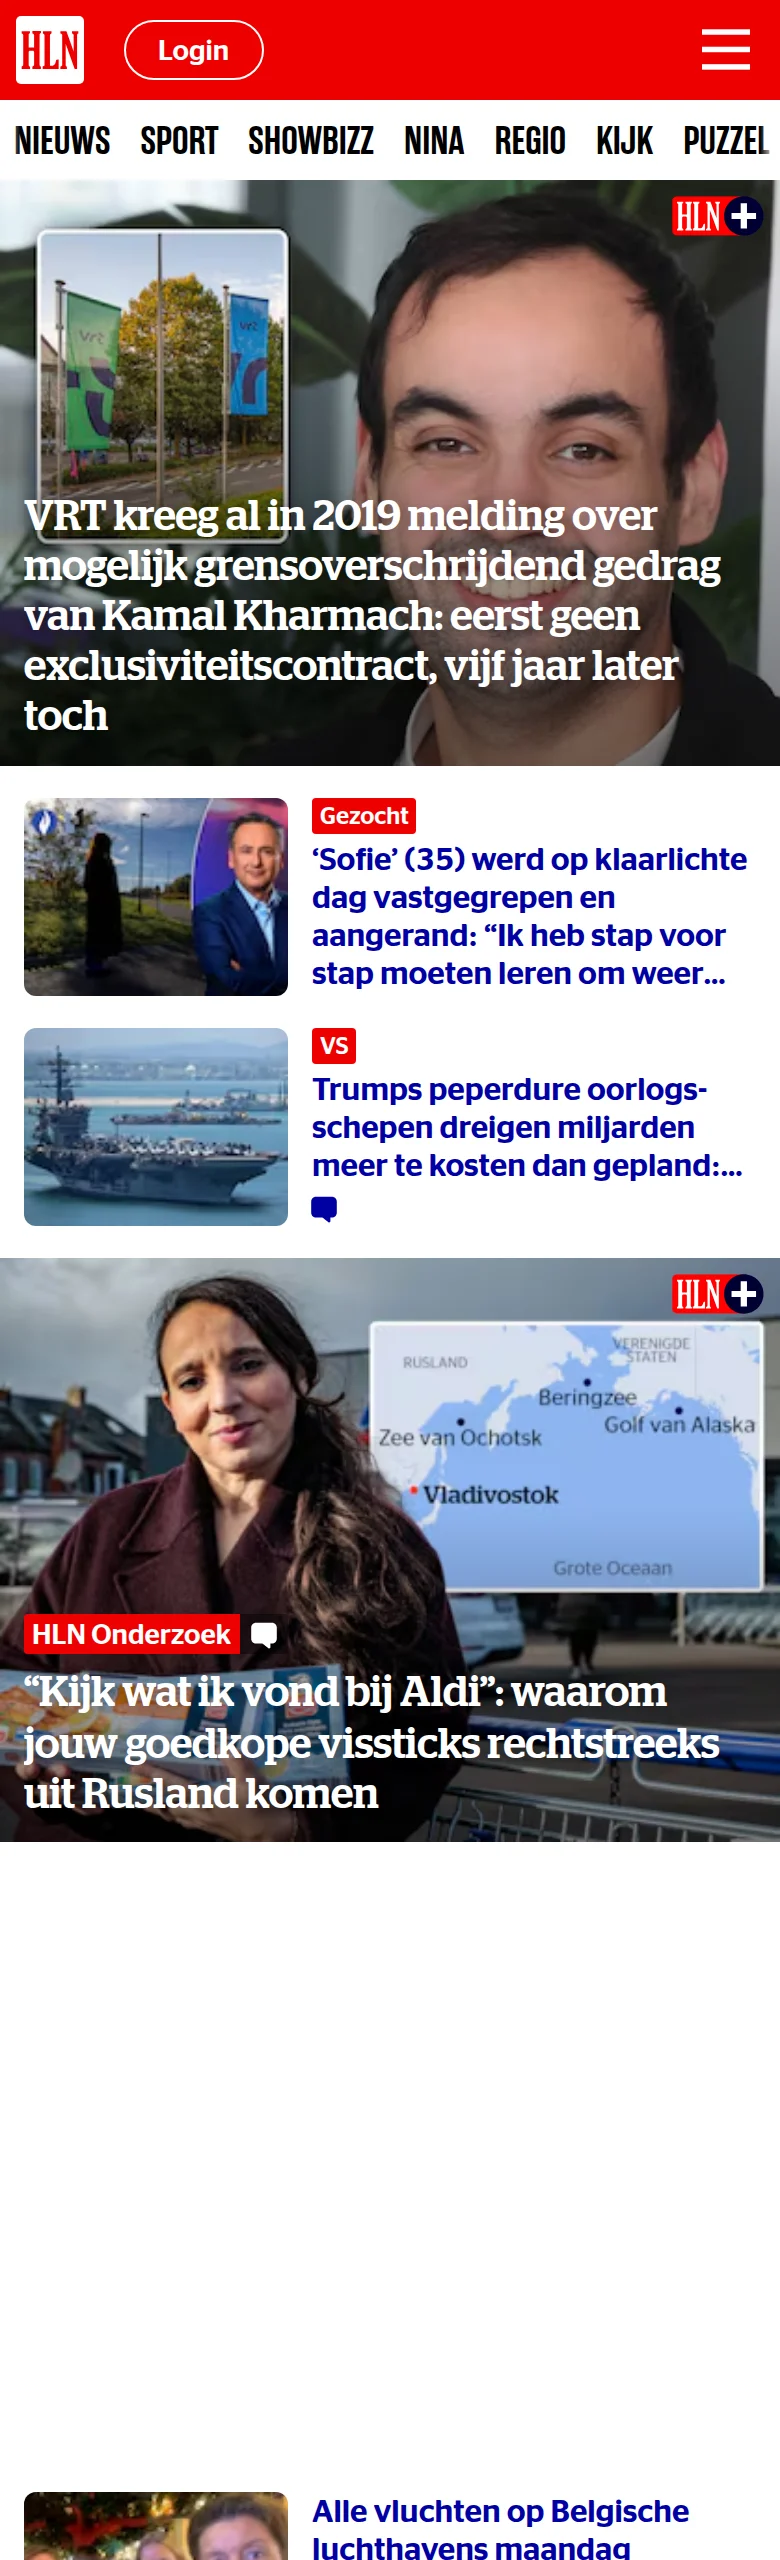 HLN
Login
NIEUWS SPORT SHOWBIZZ NINA REGIO KIJK PUZZEL
HLN+
vrt
vrt
VRT kreeg al in 2019 melding over
mogelijk grensoverschrijdend gedrag
van Kamal Kharmach: eerst geen
exclusiviteitscontract, vijf jaar later
toch
Gezocht
‘Sofie’ (35) werd op klaarlichte
dag vastgegrepen en
aangerand: “Ik heb stap voor
stap moeten leren om weer...
VS
Trumps peperdure oorlogs-
schepen dreigen miljarden
meer te kosten dan gepland:...
HLN+
RUSLAND
VERENIGDE
STATEN
Beringzee
Golf van Alaska
Zee van Ochotsk
Vladivostok
Grote Oceaan
HLN Onderzoek
“Kijk wat ik vond bij Aldi”: waarom
jouw goedkope vissticks rechtstreeks
uit Rusland komen
Alle vluchten op Belgische
luchthavens maandag